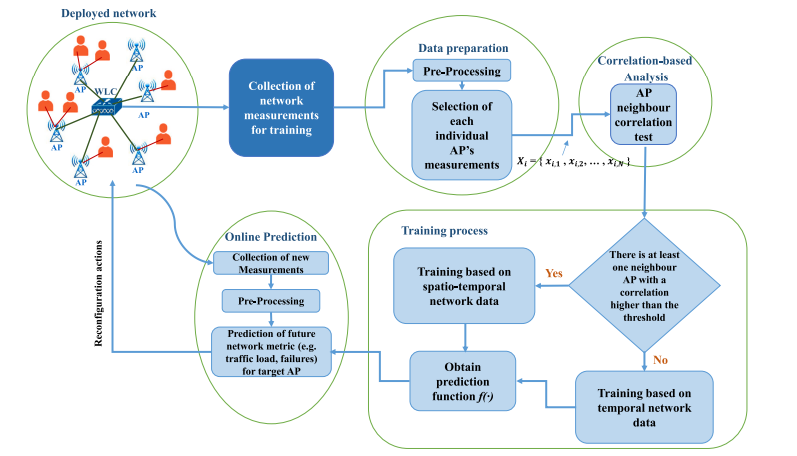 Deployed network
AP
AP
WLC
AP
AP
AP
AP
Collection of
network
measurements
for training
Data preparation
Pre-Processing
Selection of
each
individual
AP's
measurements
X_i = { x_{i,1} , x_{i,2}, … , x_{i,N} }
Correlation-based
Analysis
AP
neighbour
correlation
test
Training process
There is at least
one neighbour
AP with a
correlation
higher than the
threshold
Yes
No
Training based on
spatio-temporal
network data
Training based on
temporal network
data
Obtain
prediction
function f(·)
Online Prediction
Collection of new
Measurements
Pre-Processing
Prediction of future
network metric (e.g.
traffic load, failures)
for target AP
Reconfiguration actions